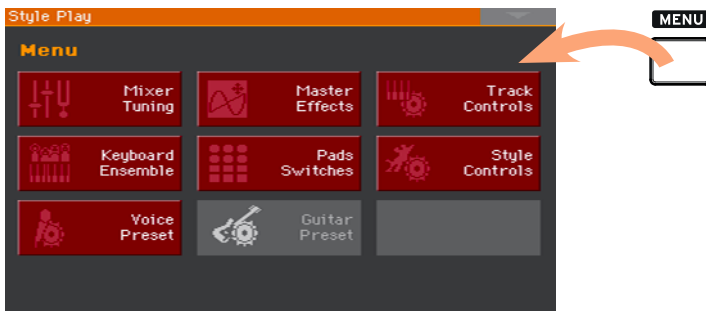 Style Play
MENU
Menu
Mixer
Tuning
Master
Effects
Track
Controls
Keyboard
Ensemble
Pads
Switches
Style
Controls
Voice
Preset
Guitar
Preset